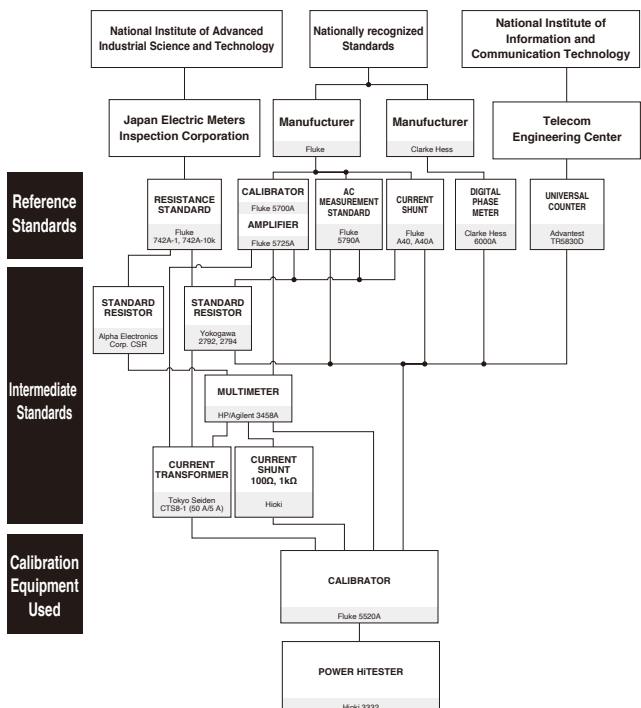 National Institute of Advanced
Industrial Science and Technology
Nationally recognized
Standards
National Institute of
Information and
Communication Technology
Japan Electric Meters
Inspection Corporation
Manufucturer
Fluke
Manufucturer
Clarke Hess
Telecom
Engineering Center
Reference
Standards
RESISTANCE
STANDARD
Fluke
742A-1, 742A-10k
CALIBRATOR
Fluke 5700A
AMPLIFIER
Fluke 5725A
AC
MEASUREMENT
STANDARD
Fluke
5790A
CURRENT
SHUNT
Fluke
A40, A40A
DIGITAL
PHASE
METER
Clarke Hess
6000A
UNIVERSAL
COUNTER
Advantest
TR5830D
Intermediate
Standards
STANDARD
RESISTOR
Alpha Electronics
Corp. CSR
STANDARD
RESISTOR
Yokogawa
2792, 2794
MULTIMETER
HP/Agilent 3458A
CURRENT
TRANSFORMER
Tokyo Seiden
CTS8-1 (50 A/5 A)
CURRENT
SHUNT
100Ω, 1kΩ
Hioki
Calibration
Equipment
Used
CALIBRATOR
Fluke 5520A
POWER HiTESTER
Hioki 3332